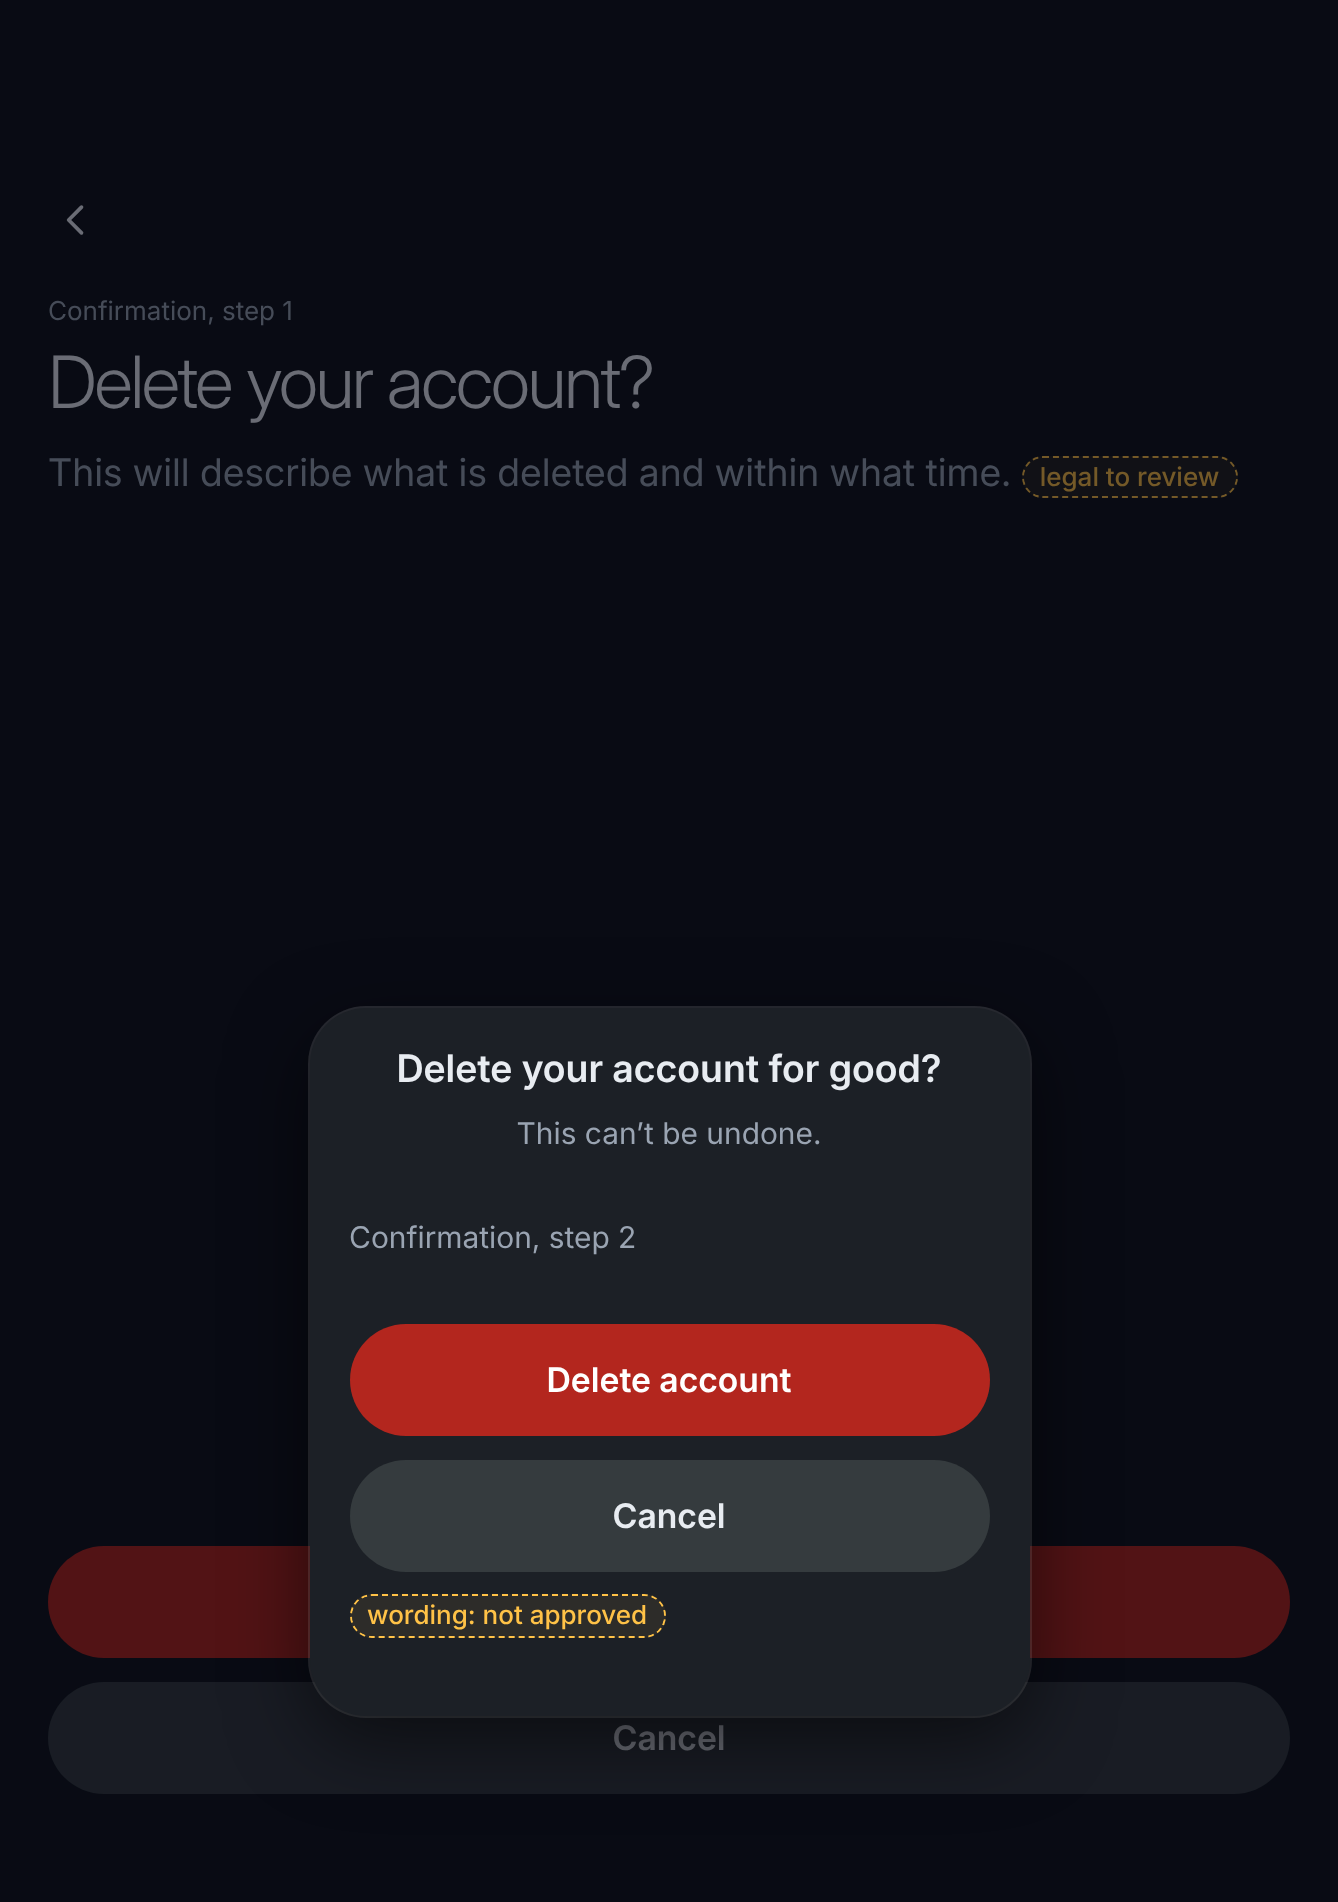 Confirmation, step 1
Delete your account?
This will describe what is deleted and within what time. legal to review
Delete your account for good?
This can’t be undone.
Confirmation, step 2
Delete account
Cancel
wording: not approved
Cancel